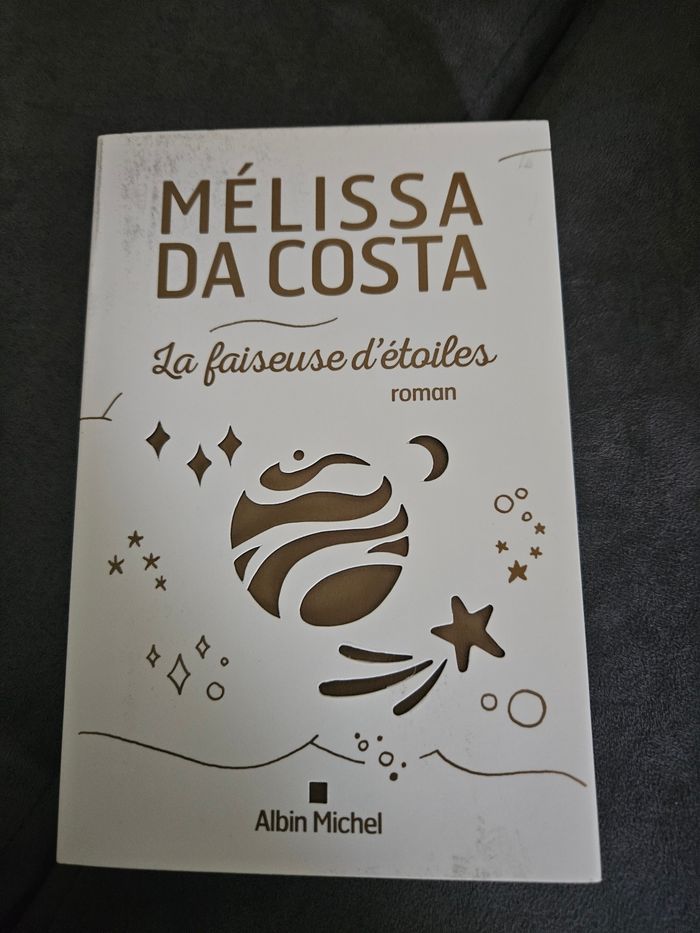 MÉLISSA
DA COSTA
La faiseuse d'étoiles
roman
Albin Michel